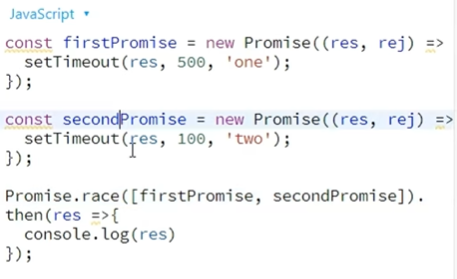 JavaScript
const firstPromise = new Promise((res, rej) =>
  setTimeout(res, 500, 'one');
});
const secondPromise = new Promise((res, rej) =>
  setTimeout(res, 100, 'two');
});
Promise.race([firstPromise, secondPromise]).
then(res =>{
  console.log(res)
});